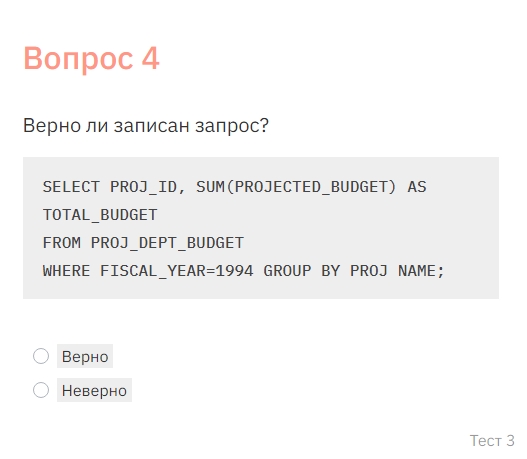 Вопрос 4
Верно ли записан запрос?
SELECT PROJ_ID, SUM(PROJECTED_BUDGET) AS
TOTAL_BUDGET
FROM PROJ_DEPT_BUDGET
WHERE FISCAL_YEAR=1994 GROUP BY PROJ NAME;
Верно
Неверно
Тест 3